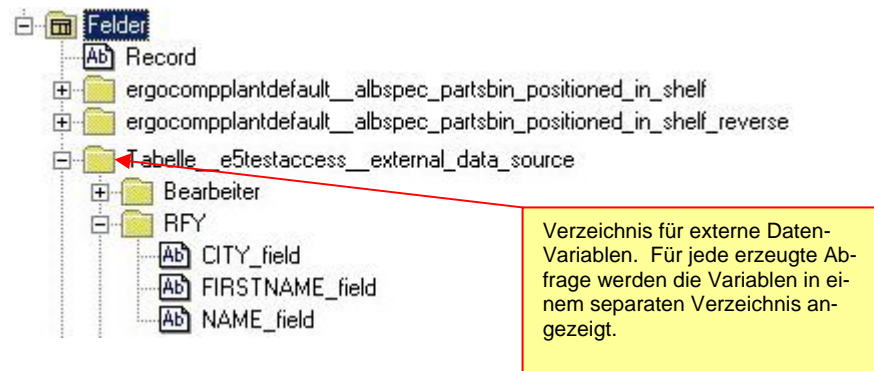 Felder
Record
ergocompplantdefault__albspec_partsbin_positioned_in_shelf
ergocompplantdefault__albspec_partsbin_positioned_in_shelf_reverse
Tabelle__e5testaccess__external_data_source
Bearbeiter
RFY
CITY_field
FIRSTNAME_field
NAME_field
Verzeichnis für externe Daten-
Variablen. Für jede erzeugte Ab-
frage werden die Variablen in ei-
nem separaten Verzeichnis an-
gezeigt.